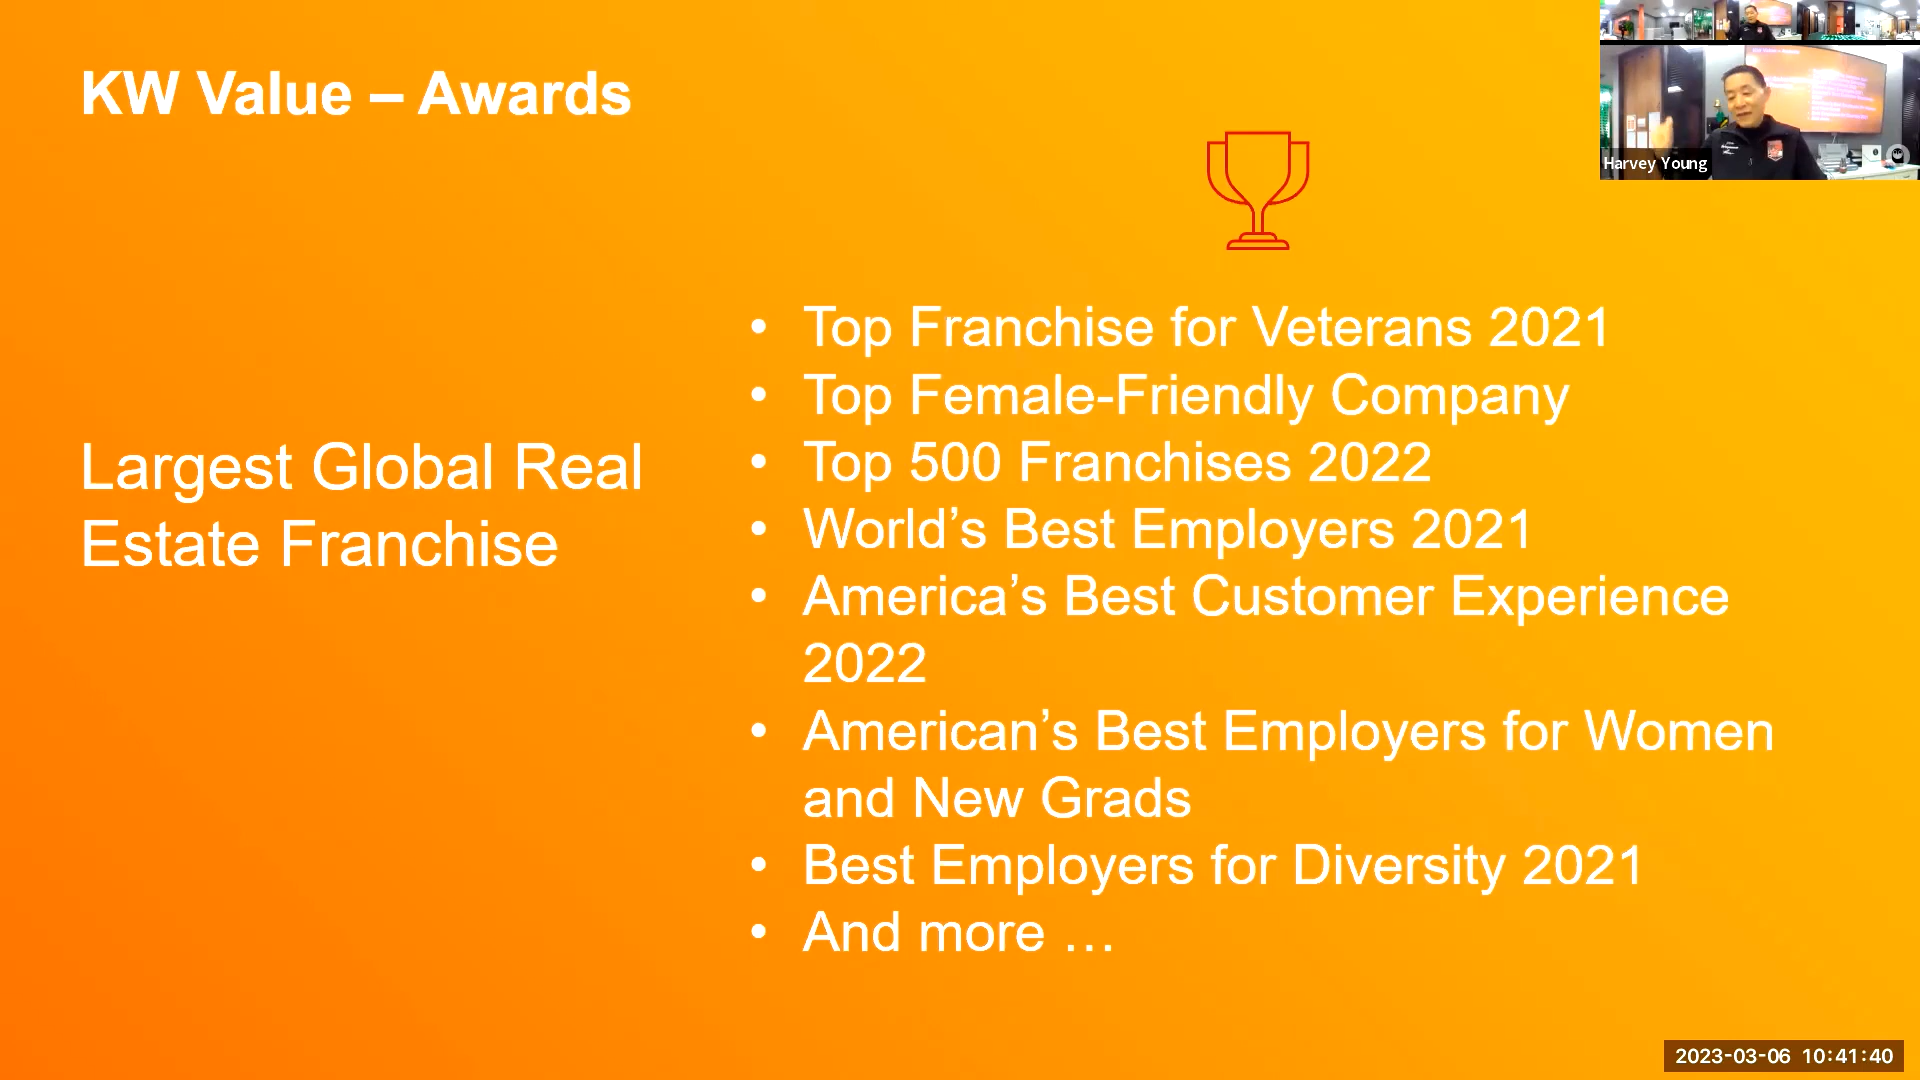 KW Value – Awards
Harvey Young
Largest Global Real
Estate Franchise
• Top Franchise for Veterans 2021
• Top Female-Friendly Company
• Top 500 Franchises 2022
• World’s Best Employers 2021
• America’s Best Customer Experience
2022
• American’s Best Employers for Women
and New Grads
• Best Employers for Diversity 2021
• And more …
2023-03-06 10:41:40